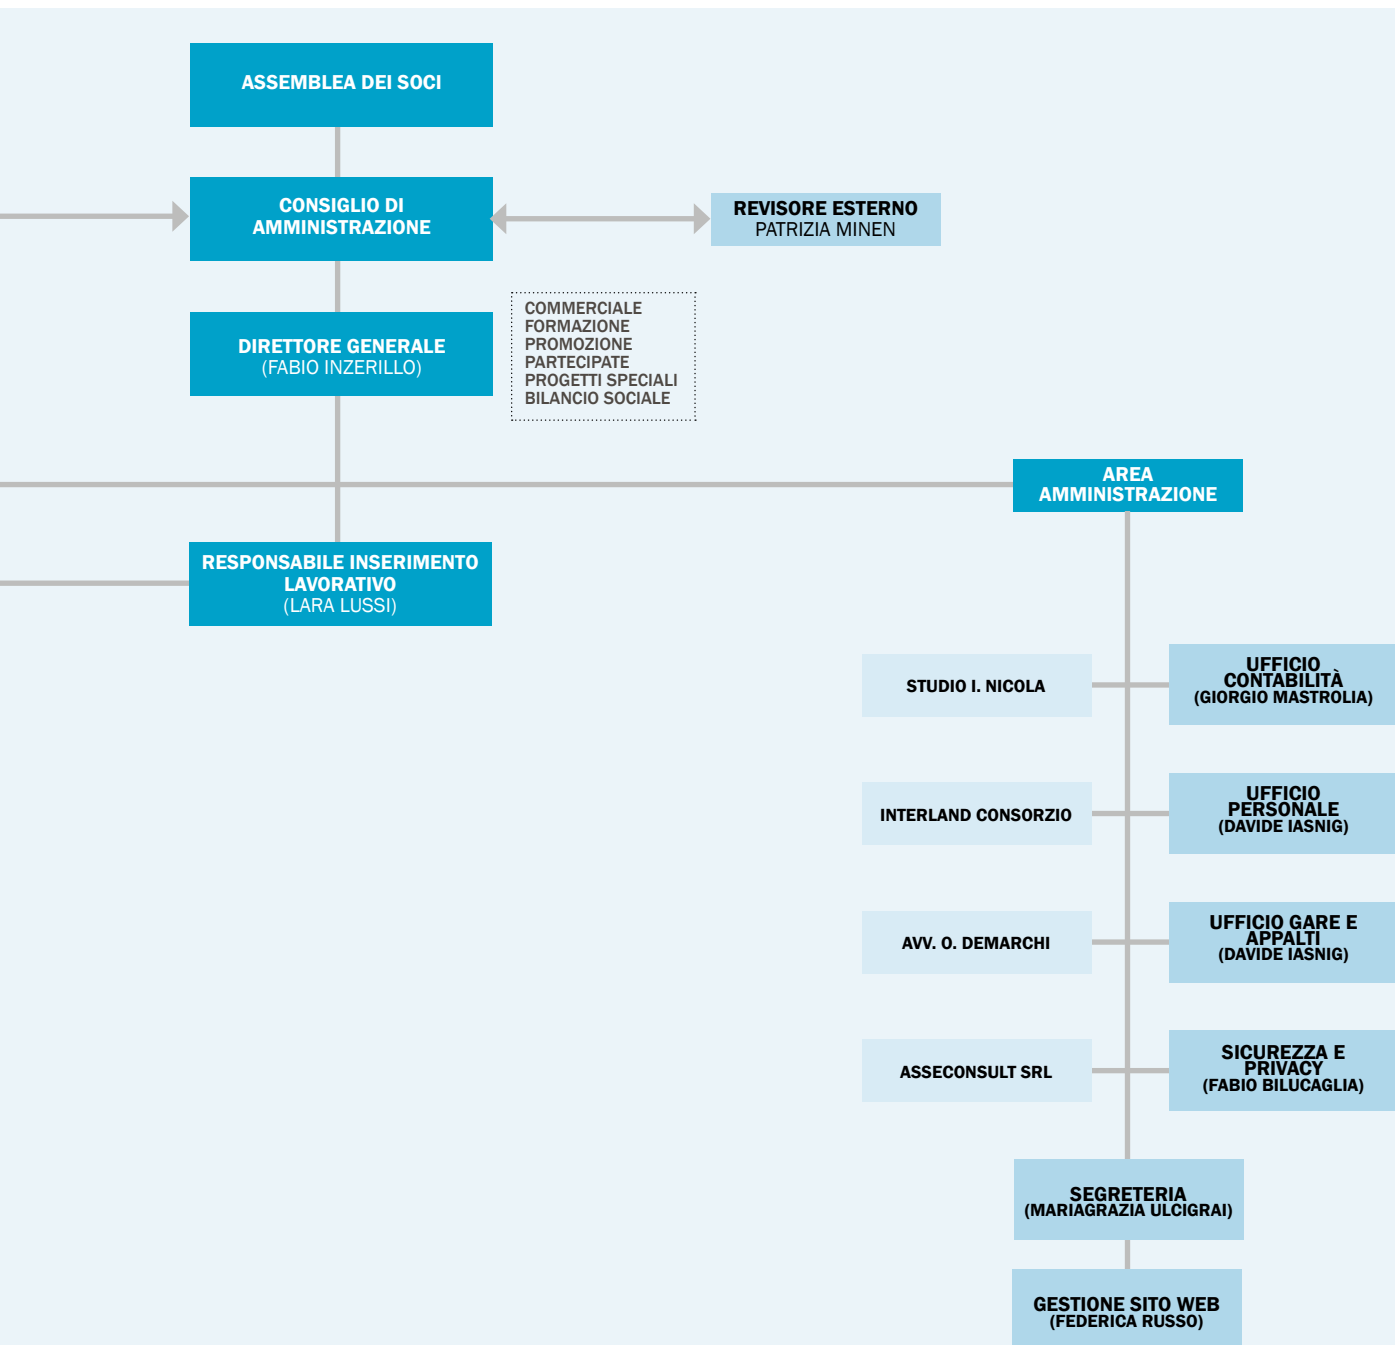 ASSEMBLEA DEI SOCI
CONSIGLIO DI
AMMINISTRAZIONE
REVISORE ESTERNO
PATRIZIA MINEN
DIRETTORE GENERALE
(FABIO INZERILLO)
COMMERCIALE
FORMAZIONE
PROMOZIONE
PARTECIPATE
PROGETTI SPECIALI
BILANCIO SOCIALE
AREA
AMMINISTRAZIONE
RESPONSABILE INSERIMENTO
LAVORATIVO
(LARA LUSSI)
STUDIO I. NICOLA
UFFICIO
CONTABILITÀ
(GIORGIO MASTROLIA)
INTERLAND CONSORZIO
UFFICIO
PERSONALE
(DAVIDE IASNIG)
AVV. O. DEMARCHI
UFFICIO GARE E
APPALTI
(DAVIDE IASNIG)
ASSECONSULT SRL
SICUREZZA E
PRIVACY
(FABIO BILUCAGLIA)
SEGRETERIA
(MARIAGRAZIA ULCIGRAI)
GESTIONE SITO WEB
(FEDERICA RUSSO)